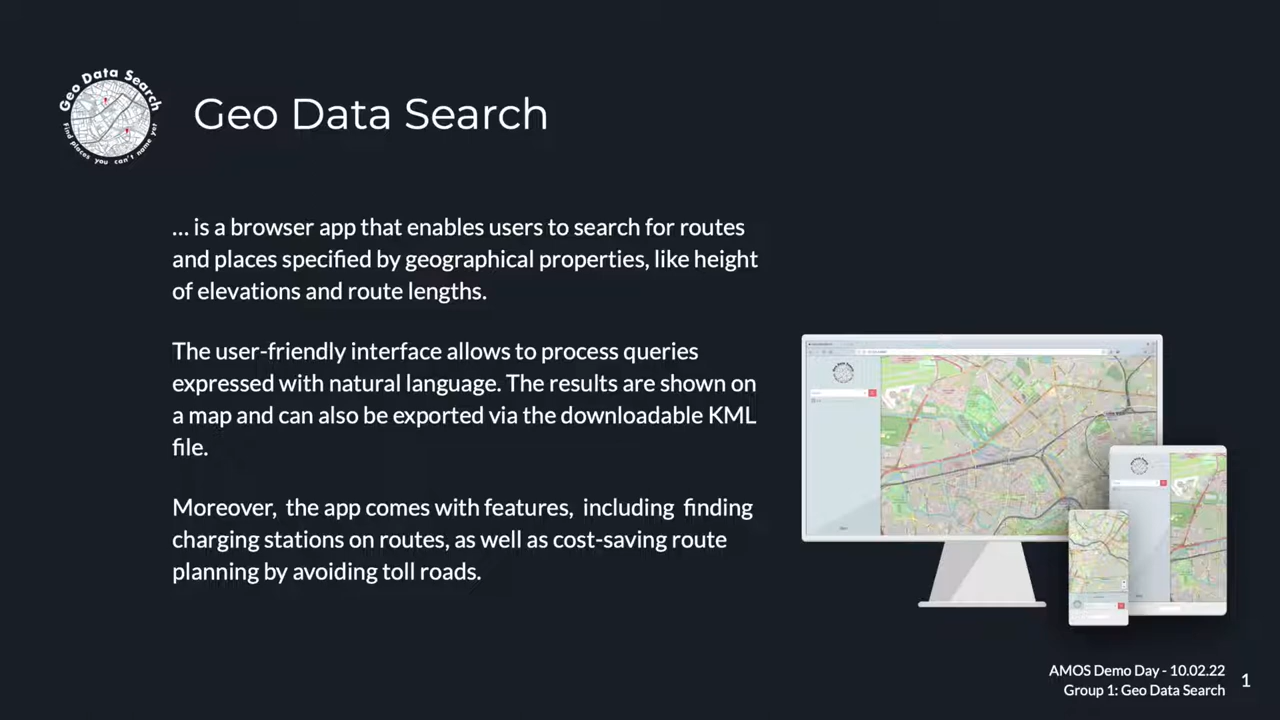 Geo Data Search
Find places you can't name yet
Geo Data Search
... is a browser app that enables users to search for routes
and places specified by geographical properties, like height
of elevations and route lengths.
The user-friendly interface allows to process queries
expressed with natural language. The results are shown on
a map and can also be exported via the downloadable KML
file.
Moreover, the app comes with features, including finding
charging stations on routes, as well as cost-saving route
planning by avoiding toll roads.
AMOS Demo Day - 10.02.22
Group 1: Geo Data Search
1